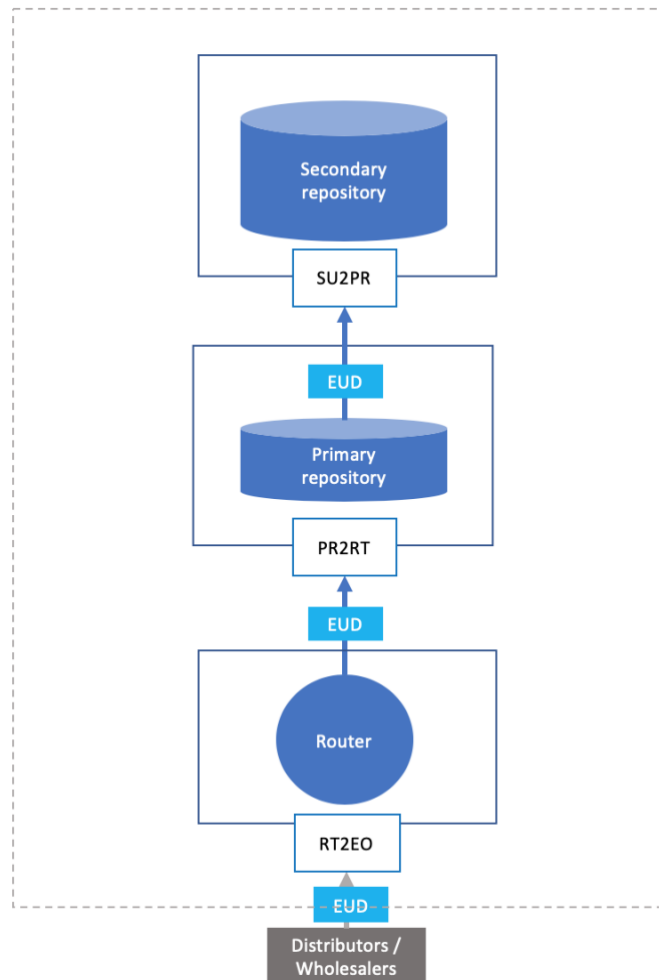 Secondary
repository
SU2PR
EUD
Primary
repository
PR2RT
EUD
Router
RT2EO
EUD
Distributors /
Wholesalers